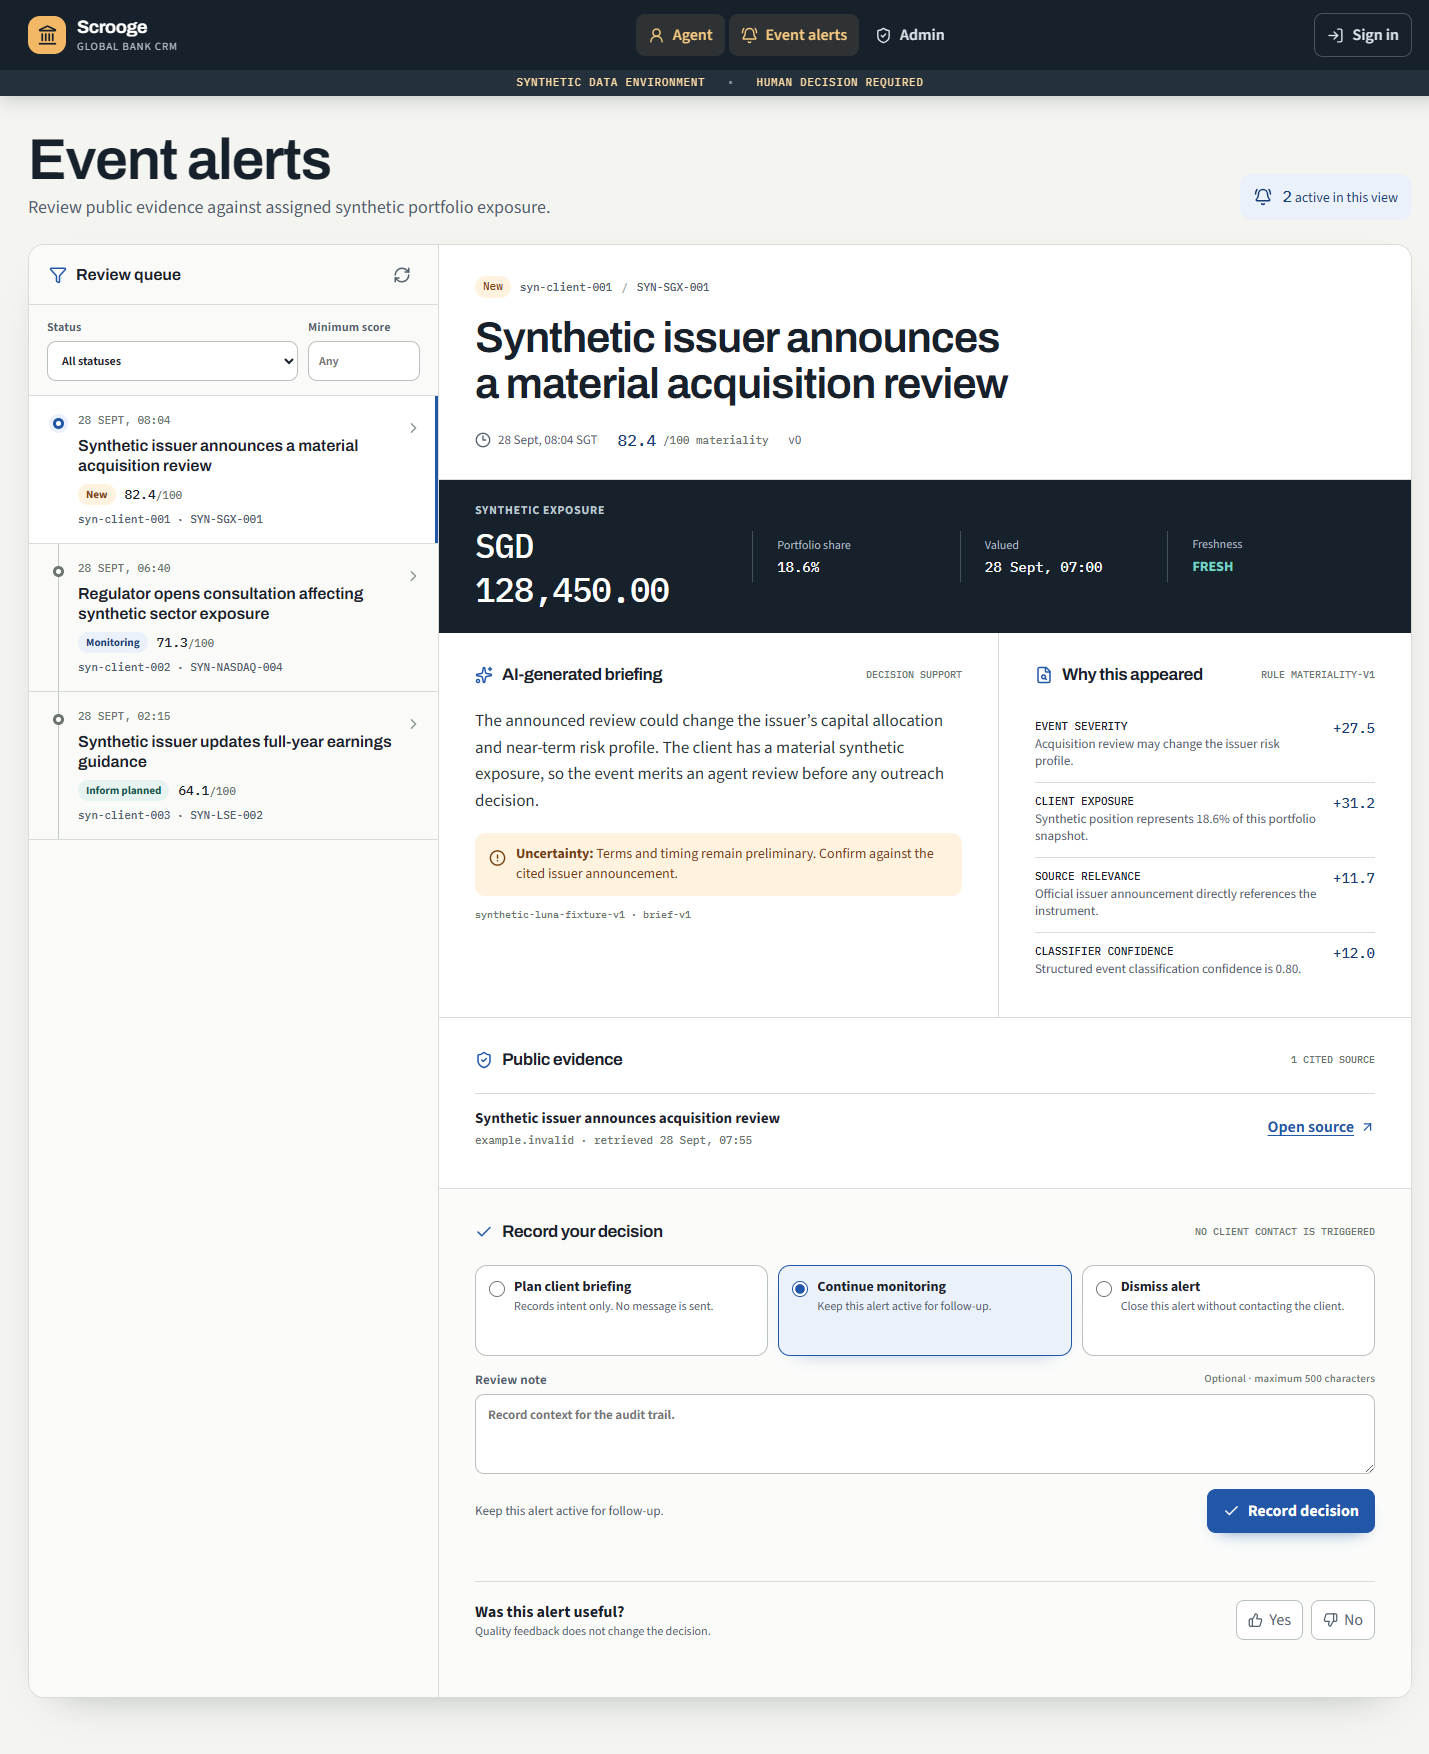 Scrooge
GLOBAL BANK CRM
Agent
Event alerts
Admin
Sign in
SYNTHETIC DATA ENVIRONMENT • HUMAN DECISION REQUIRED
Event alerts
Review public evidence against assigned synthetic portfolio exposure.
2 active in this view
Review queue
Status
Minimum score
All statuses
Any
28 SEPT, 08:04
Synthetic issuer announces a material
acquisition review
New 82.4/100
syn-client-001 · SYN-SGX-001
28 SEPT, 06:40
Regulator opens consultation affecting
synthetic sector exposure
Monitoring 71.3/100
syn-client-002 · SYN-NASDAQ-004
28 SEPT, 02:15
Synthetic issuer updates full-year earnings
guidance
Inform planned 64.1/100
syn-client-003 · SYN-LSE-002
New syn-client-001 / SYN-SGX-001
Synthetic issuer announces
a material acquisition review
28 Sept, 08:04 SGT 82.4 /100 materiality v0
SYNTHETIC EXPOSURE
SGD
128,450.00
Portfolio share
18.6%
Valued
28 Sept, 07:00
Freshness
FRESH
AI-generated briefing
DECISION SUPPORT
The announced review could change the issuer’s capital allocation
and near-term risk profile. The client has a material synthetic
exposure, so the event merits an agent review before any outreach
decision.
Uncertainty: Terms and timing remain preliminary. Confirm against the
cited issuer announcement.
synthetic-luna-fixture-v1 · brief-v1
Why this appeared
RULE MATERIALITY-V1
EVENT SEVERITY
+27.5
Acquisition review may change the issuer risk
profile.
CLIENT EXPOSURE
+31.2
Synthetic position represents 18.6% of this portfolio
snapshot.
SOURCE RELEVANCE
+11.7
Official issuer announcement directly references the
instrument.
CLASSIFIER CONFIDENCE
+12.0
Structured event classification confidence is 0.80.
Public evidence
1 CITED SOURCE
Synthetic issuer announces acquisition review
example.invalid · retrieved 28 Sept, 07:55
Open source
Record your decision
NO CLIENT CONTACT IS TRIGGERED
Plan client briefing
Records intent only. No message is sent.
Continue monitoring
Keep this alert active for follow-up.
Dismiss alert
Close this alert without contacting the client.
Review note
Optional · maximum 500 characters
Record context for the audit trail.
Keep this alert active for follow-up.
Record decision
Was this alert useful?
Quality feedback does not change the decision.
Yes
No